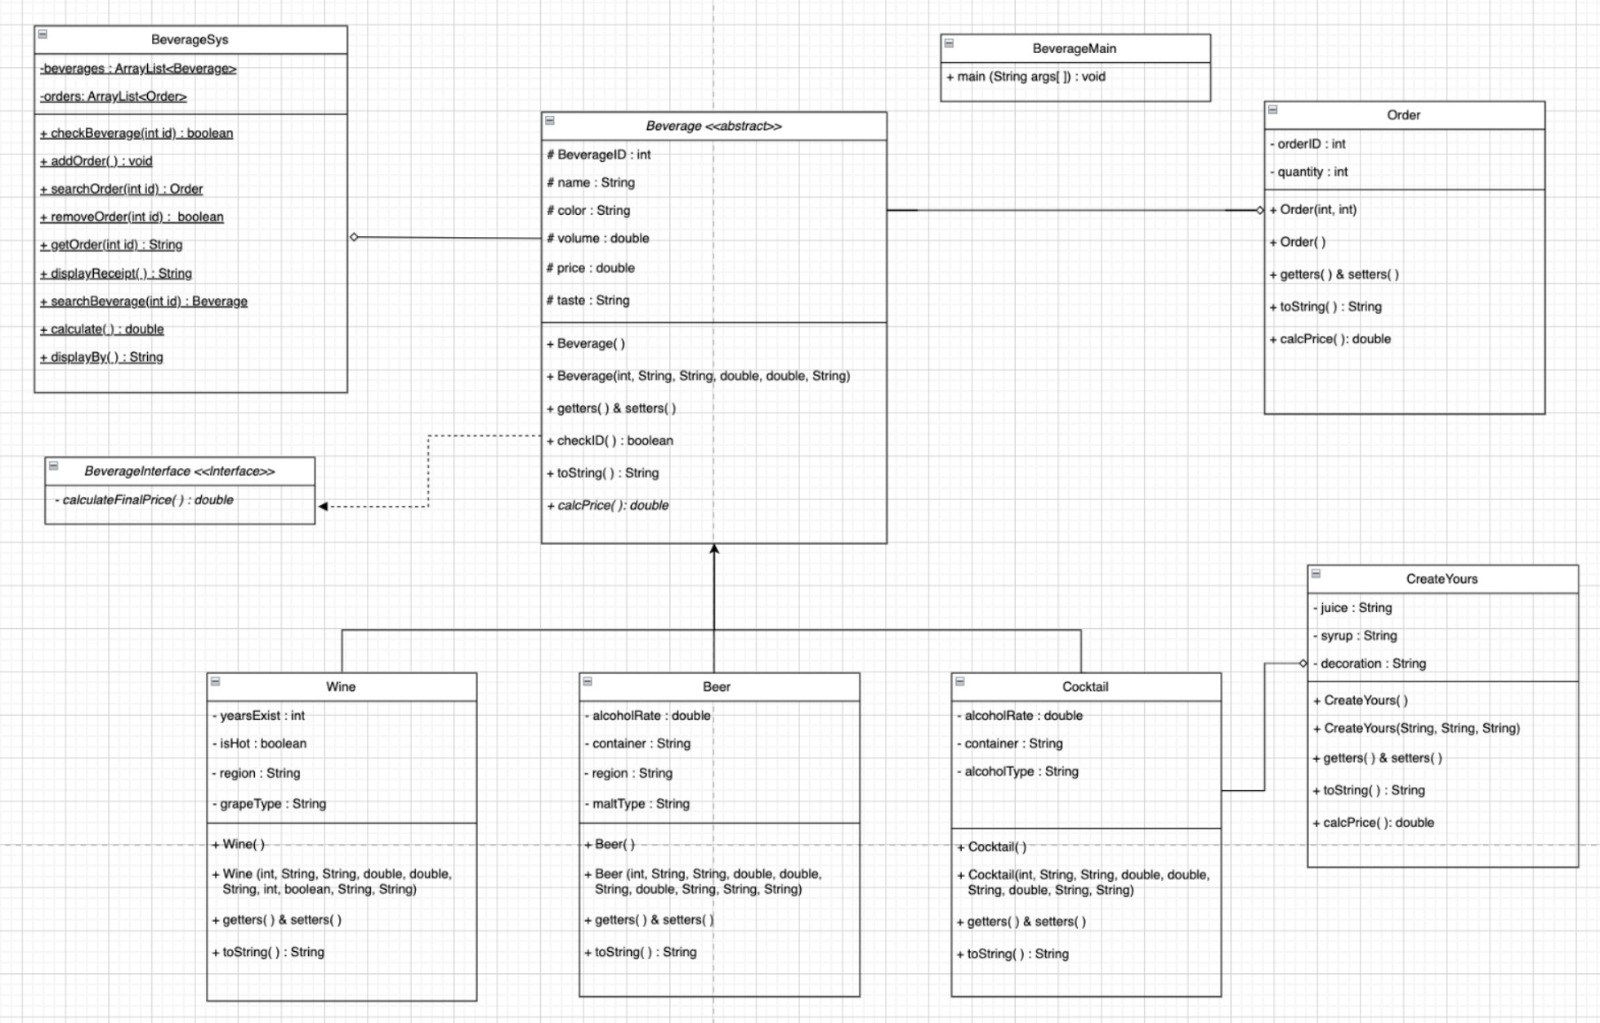 BeverageSys
-beverages : ArrayList<Beverage>
-orders: ArrayList<Order>
+ checkBeverage(int id) : boolean
+ addOrder( ) : void
+ searchOrder(int id) : Order
+ removeOrder(int id) : boolean
+ getOrder(int id) : String
+ displayReceipt( ) : String
+ searchBeverage(int id) : Beverage
+ calculate( ) : double
+ displayBy( ) : String
BeverageInterface <<Interface>>
- calculateFinalPrice( ) : double
Beverage <<abstract>>
# BeverageID : int
# name : String
# color : String
# volume : double
# price : double
# taste : String
+ Beverage( )
+ Beverage(int, String, String, double, double, String)
+ getters( ) & setters( )
+ checkID( ) : boolean
+ toString( ) : String
+ calcPrice( ): double
BeverageMain
+ main (String args[ ]) : void
Order
- orderID : int
- quantity : int
+ Order(int, int)
+ Order( )
+ getters( ) & setters( )
+ toString( ) : String
+ calcPrice( ): double
Wine
- yearsExist : int
- isHot : boolean
- region : String
- grapeType : String
+ Wine( )
+ Wine (int, String, String, double, double,
String, int, boolean, String, String)
+ getters( ) & setters( )
+ toString( ) : String
Beer
- alcoholRate : double
- container : String
- region : String
- maltType : String
+ Beer( )
+ Beer (int, String, String, double, double,
String, double, String, String, String)
+ getters( ) & setters( )
+ toString( ) : String
Cocktail
- alcoholRate : double
- container : String
- alcoholType : String
+ Cocktail( )
+ Cocktail(int, String, String, double, double,
String, double, String, String)
+ getters( ) & setters( )
+ toString( ) : String
CreateYours
- juice : String
- syrup : String
- decoration : String
+ CreateYours( )
+ CreateYours(String, String, String)
+ getters( ) & setters( )
+ toString( ) : String
+ calcPrice( ): double